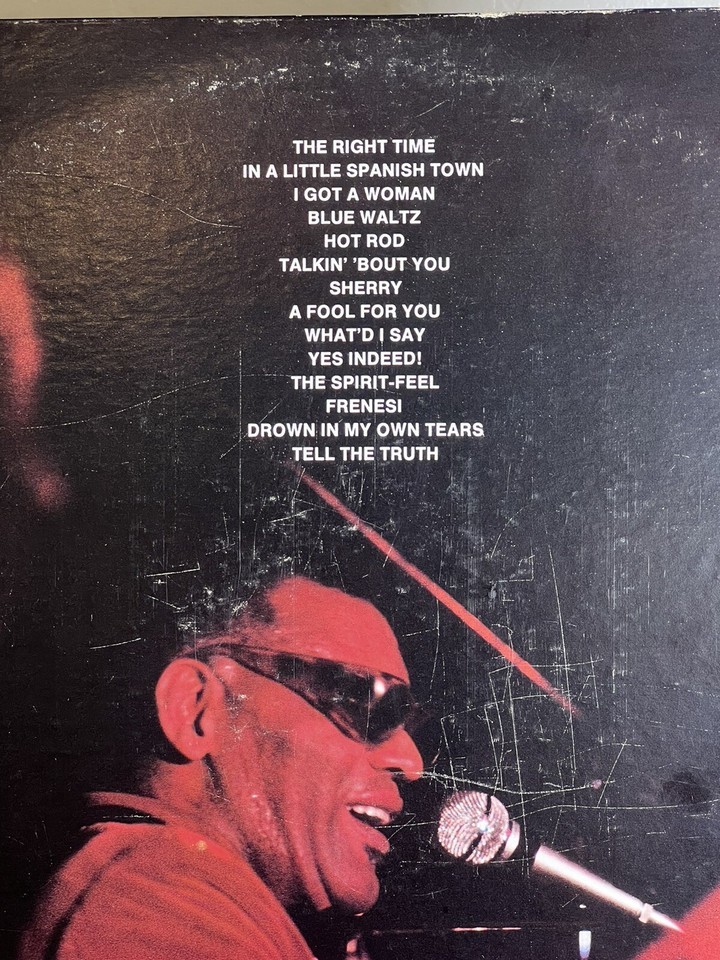 THE RIGHT TIME
IN A LITTLE SPANISH TOWN
I GOT A WOMAN
BLUE WALTZ
HOT ROD
TALKIN' 'BOUT YOU
SHERRY
A FOOL FOR YOU
WHAT'D I SAY
YES INDEED!
THE SPIRIT-FEEL
FRENESI
DROWN IN MY OWN TEARS
TELL THE TRUTH